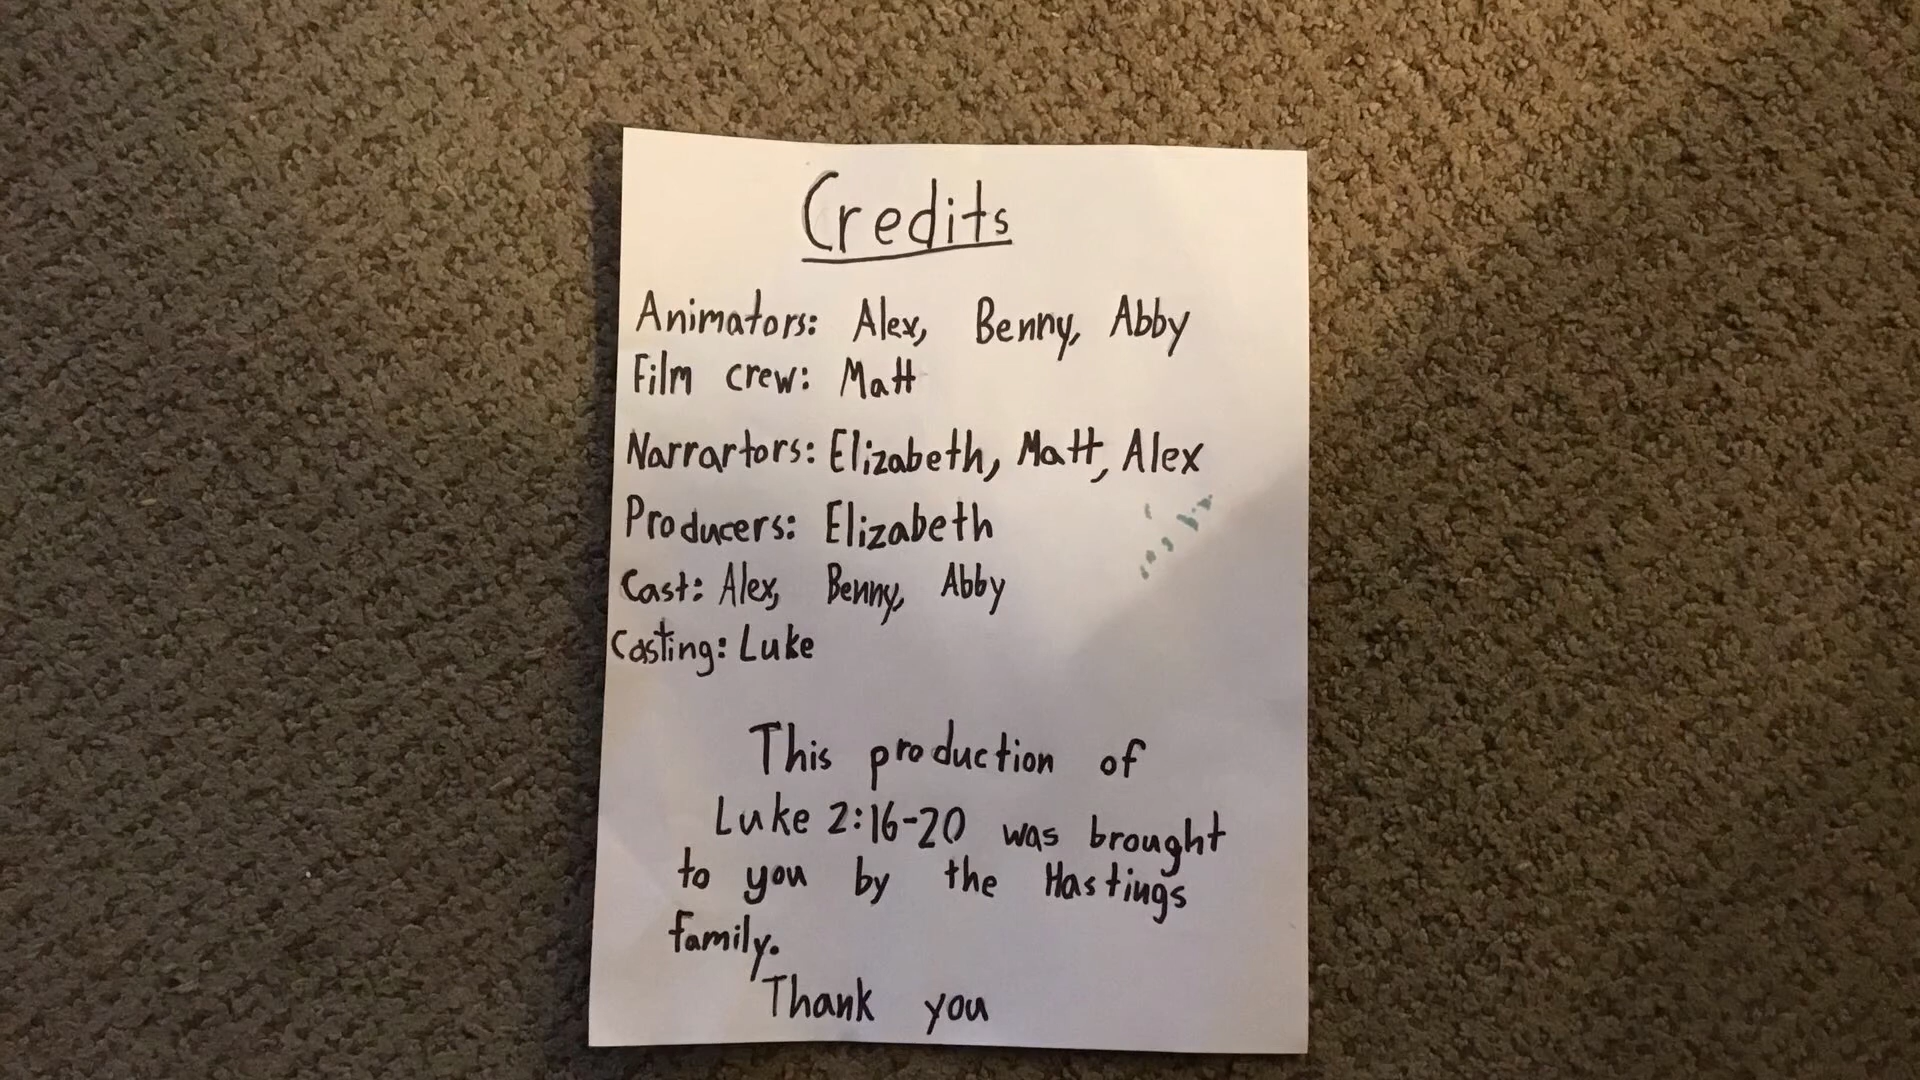 Credits
Animators: Alex, Benny, Abby
Film crew: Matt
Narrartors: Elizabeth, Matt, Alex
Producers: Elizabeth
Cast: Alex, Benny, Abby
Casting: Luke
This production of
Luke 2:16-20 was brought
to you by the Hastings
family.
Thank you